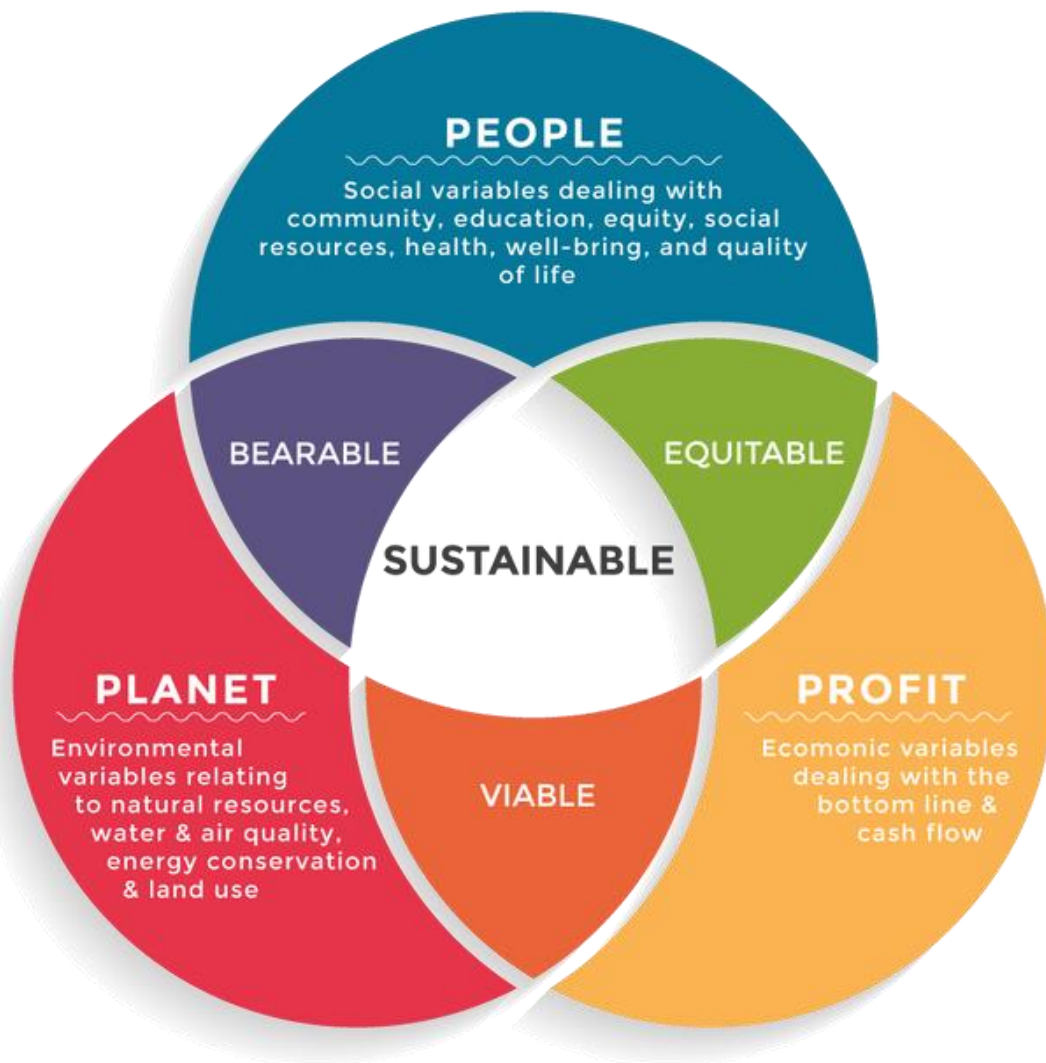 PEOPLE
Social variables dealing with
community, education, equity, social
resources, health, well-bring, and quality
of life
BEARABLE
EQUITABLE
SUSTAINABLE
PLANET
Environmental
variables relating
to natural resources,
water & air quality,
energy conservation
& land use
VIABLE
PROFIT
Ecomonic variables
dealing with the
bottom line &
cash flow